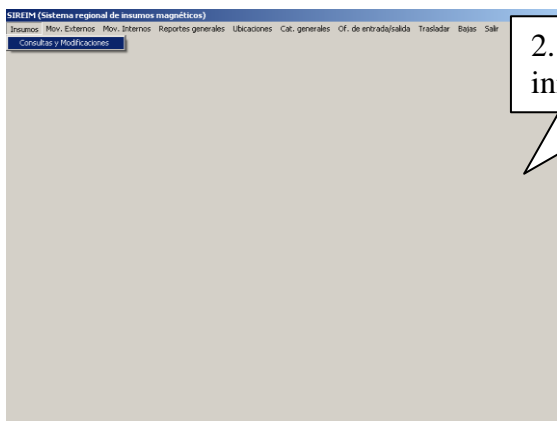 SIREIM (Sistema regional de insumos magnéticos)
Insumos Mov. Externos Mov. Internos Reportes generales Ubicaciones Cat. generales Of. de entrada/salida Trasladar Bajas Salir
Consultas y Modificaciones
2.